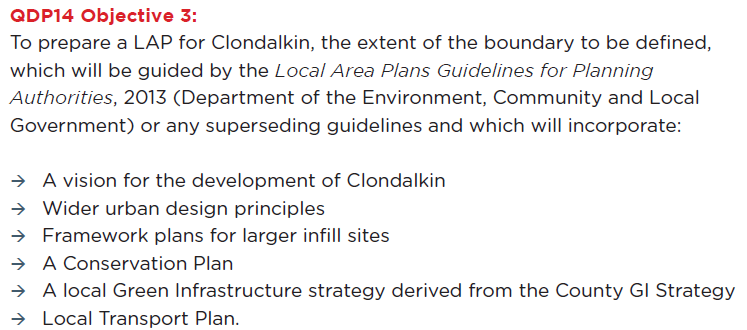 QDP14 Objective 3:
To prepare a LAP for Clondalkin, the extent of the boundary to be defined,
which will be guided by the Local Area Plans Guidelines for Planning
Authorities, 2013 (Department of the Environment, Community and Local
Government) or any superseding guidelines and which will incorporate:
→ A vision for the development of Clondalkin
→ Wider urban design principles
→ Framework plans for larger infill sites
→ A Conservation Plan
→ A local Green Infrastructure strategy derived from the County GI Strategy
→ Local Transport Plan.